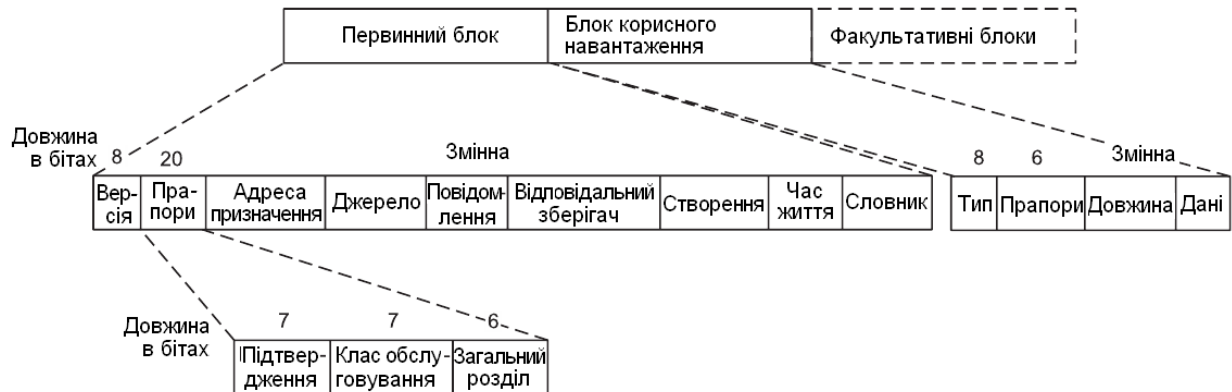 Первинний блок
Блок корисного
навантаження
Факультативні блоки
Довжина
в бітах
8
20
Змінна
8
6
Змінна
Вер-
сія
Пра-
пори
Адреса
призначення
Джерело
Повідом-
лення
Відповідальний
зберігач
Створення
Час
життя
Словник
Тип
Прапори
Довжина
Дані
Довжина
в бітах
7
7
6
Підтвер-
дження
Клас обслу-
говування
Загальний
розділ